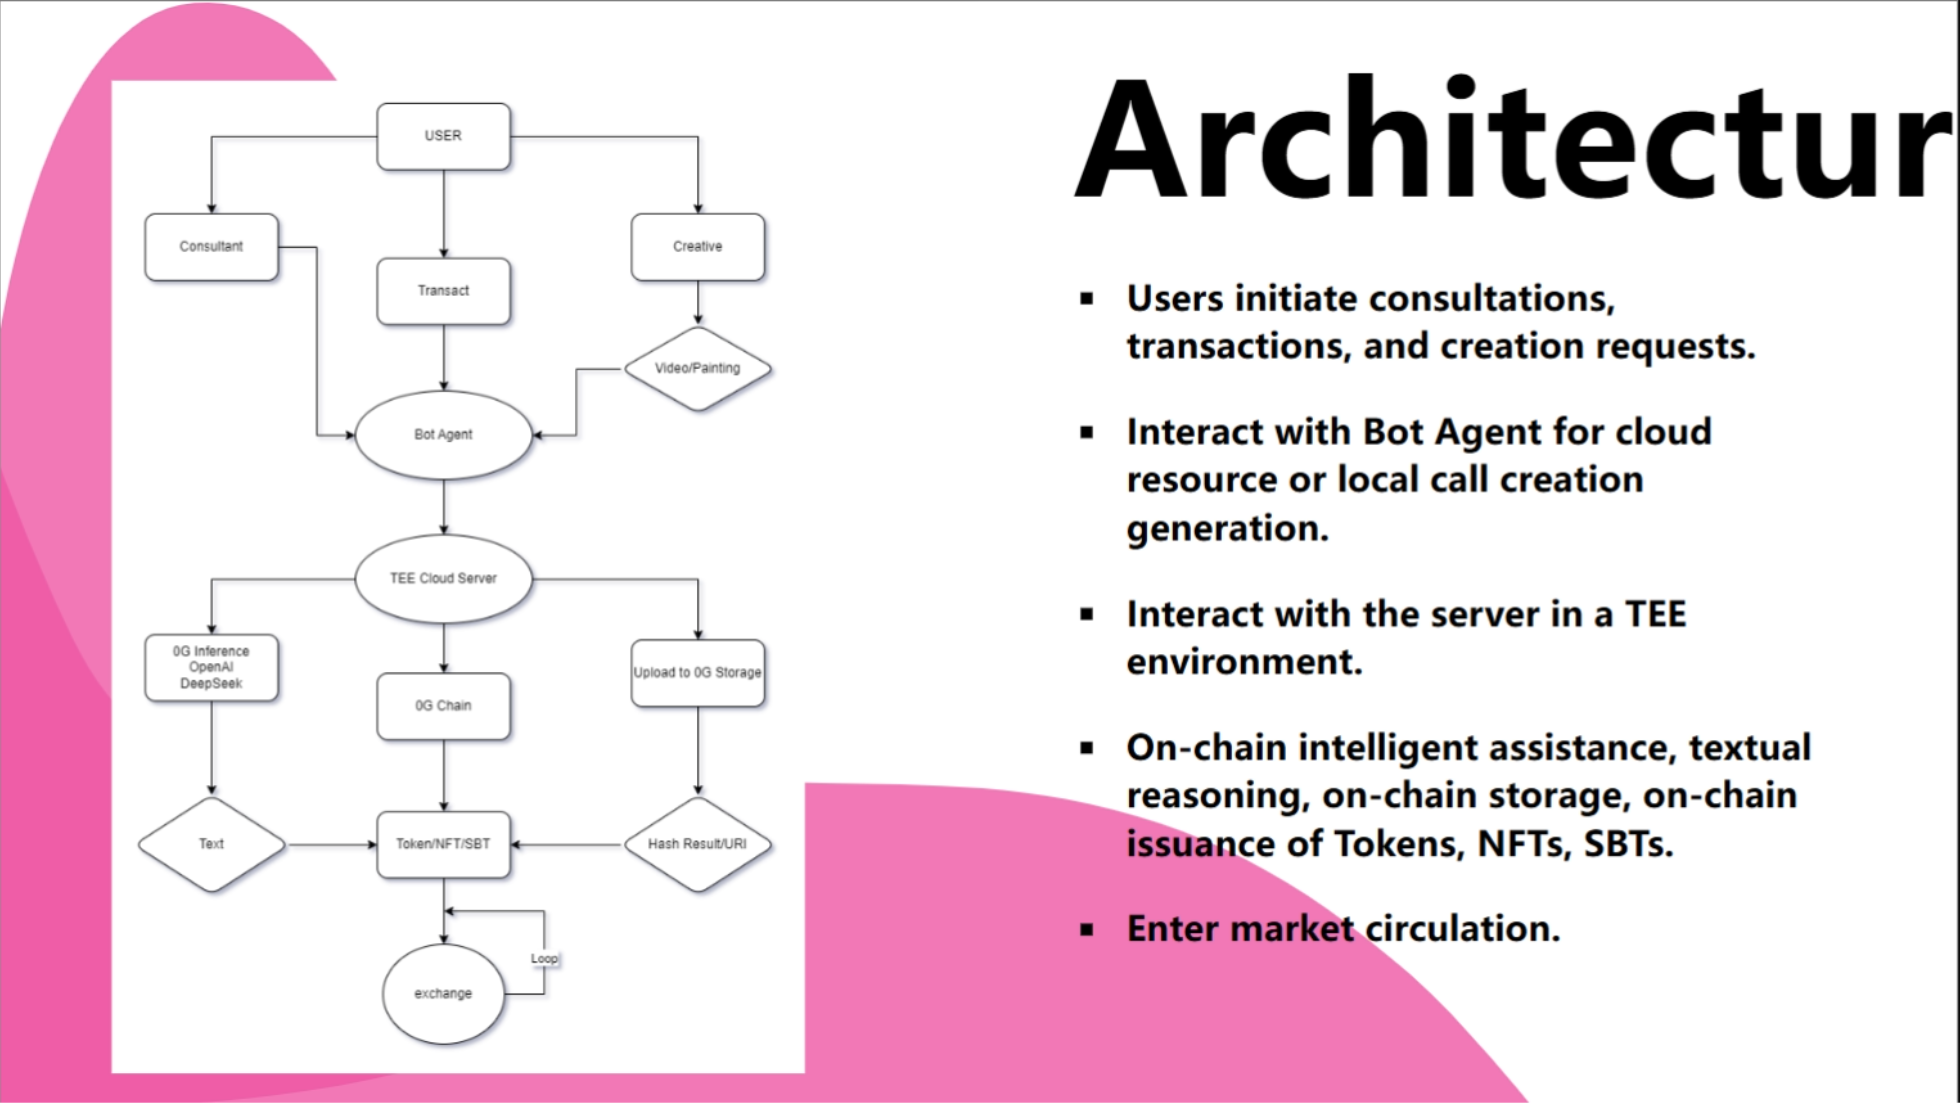 Architectur
USER
Consultant
Creative
Transact
Video/Painting
Bot Agent
TEE Cloud Server
0G Inference
OpenAI
DeepSeek
Upload to 0G Storage
0G Chain
Text
Token/NFT/SBT
Hash Result/URI
Loop
exchange
▪ Users initiate consultations,
transactions, and creation requests.
▪ Interact with Bot Agent for cloud
resource or local call creation
generation.
▪ Interact with the server in a TEE
environment.
▪ On-chain intelligent assistance, textual
reasoning, on-chain storage, on-chain
issuance of Tokens, NFTs, SBTs.
▪ Enter market circulation.